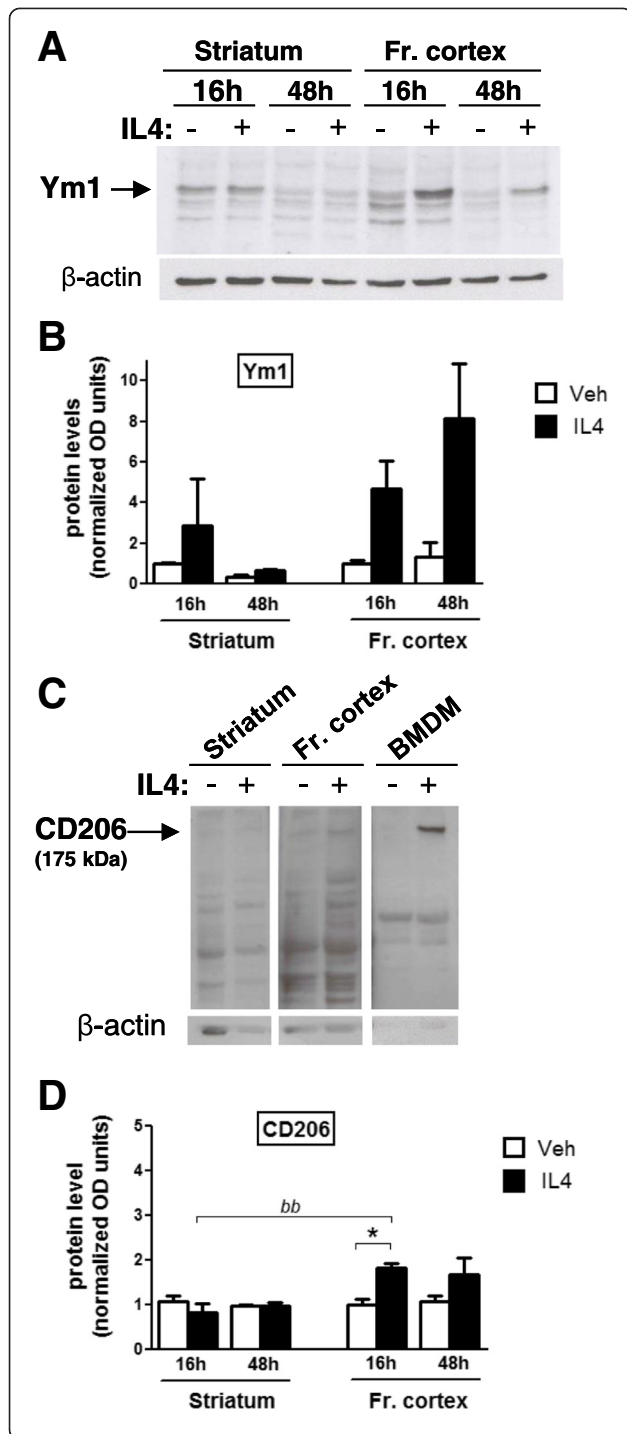 A
Striatum Fr. cortex
16h 48h 16h 48h
IL4: - + - + - + - +
Ym1
β-actin
B
Ym1
protein levels
(normalized OD units)
10
8
6
4
2
0
Veh
IL4
16h 48h 16h 48h
Striatum Fr. cortex
C
Striatum Fr. cortex BMDM
IL4: - + - + - +
CD206
(175 kDa)
β-actin
D
CD206
protein level
(normalized OD units)
5
4
3
2
1
0
Veh
IL4
bb
*
16h 48h 16h 48h
Striatum Fr. cortex